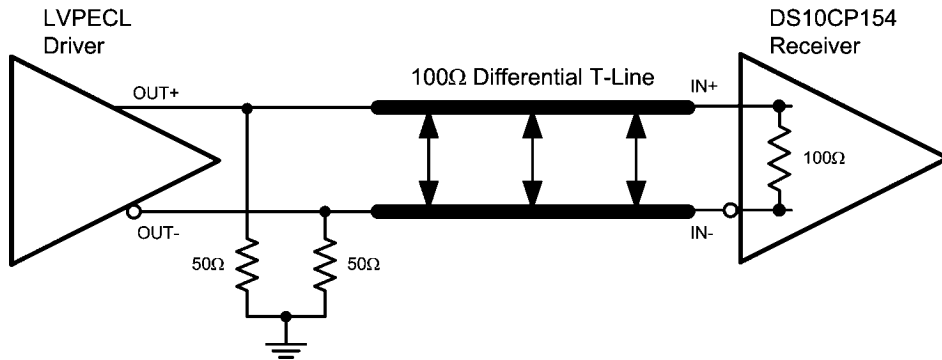 LVPECL
Driver
DS10CP154
Receiver
100Ω Differential T-Line
OUT+
IN+
100Ω
OUT-
IN-
50Ω
50Ω